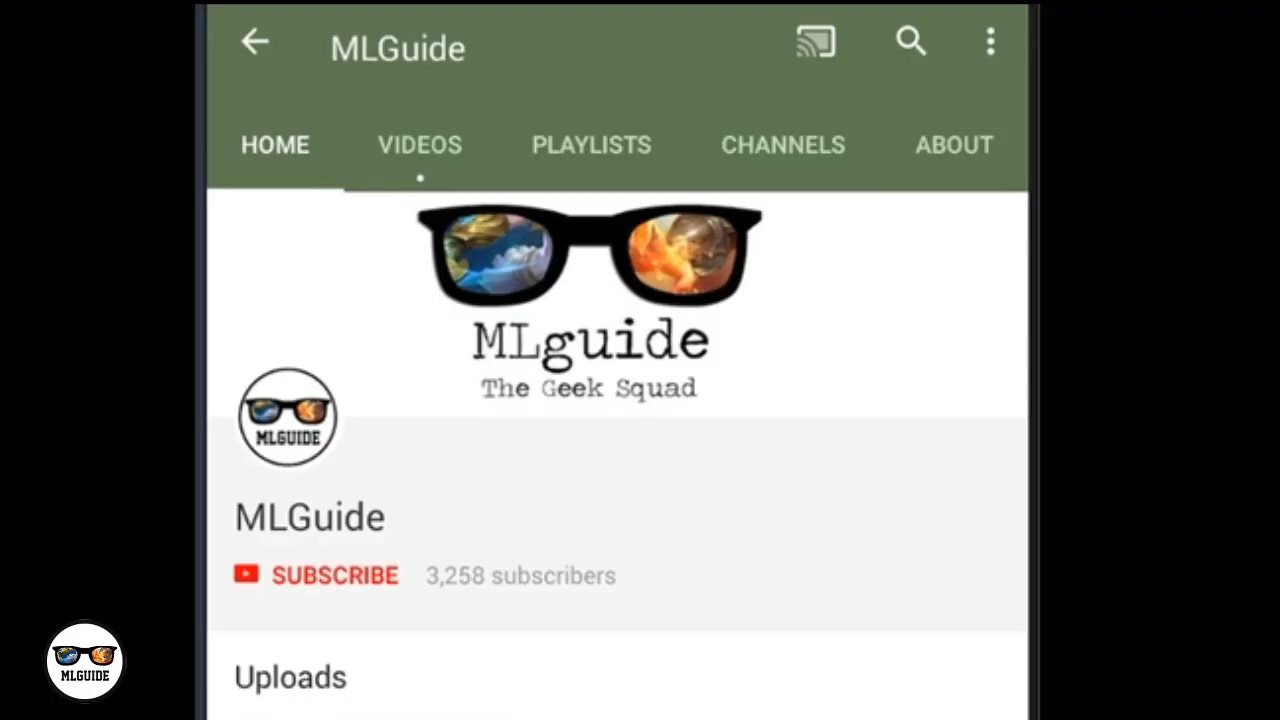 MLGuide
HOME VIDEOS PLAYLISTS CHANNELS ABOUT
MLguide
The Geek Squad
MLGUIDE
MLGuide
SUBSCRIBE 3,258 subscribers
MLGUIDE
Uploads